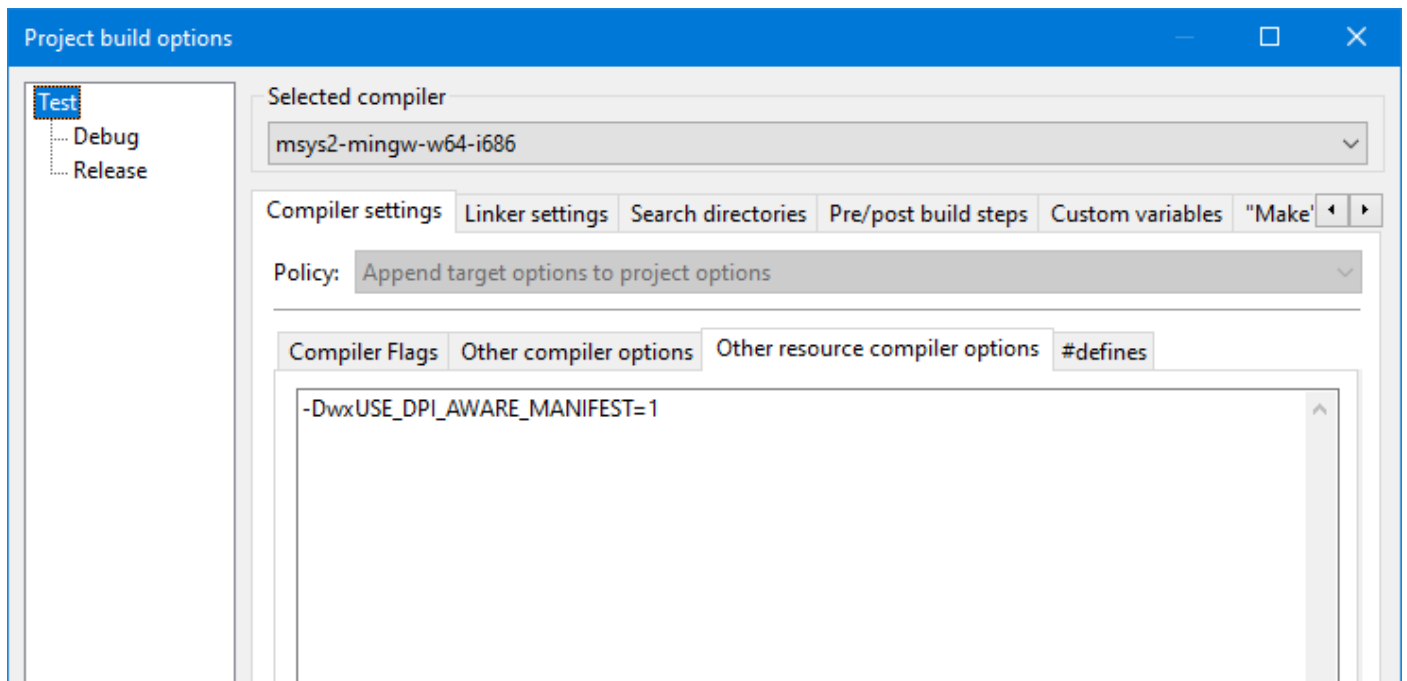 Project build options
Test
Debug
Release
Selected compiler
msys2-mingw-w64-i686
Compiler settings Linker settings Search directories Pre/post build steps Custom variables "Make"
Policy: Append target options to project options
Compiler Flags Other compiler options Other resource compiler options #defines
-DwxUSE_DPI_AWARE_MANIFEST=1